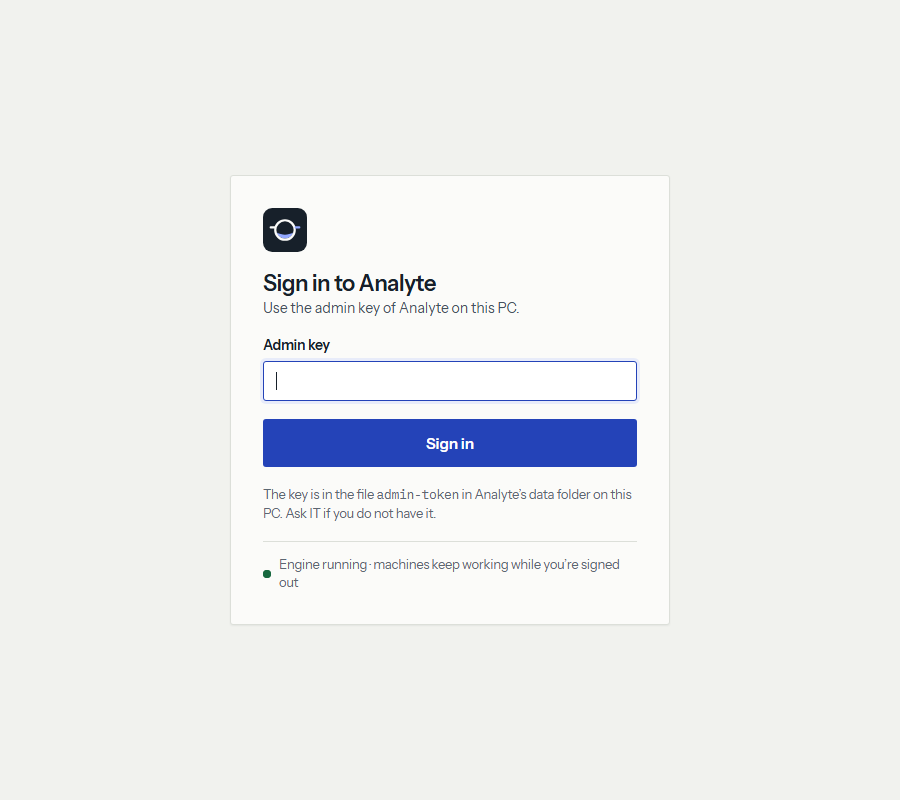 Sign in to Analyte
Use the admin key of Analyte on this PC.
Admin key
Sign in
The key is in the file admin-token in Analyte's data folder on this
PC. Ask IT if you do not have it.
Engine running · machines keep working while you're signed
out